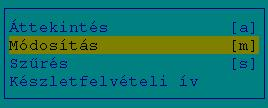 Áttekintés [a]
Módosítás [m]
Szűrés [s]
Készletfelvételi ív